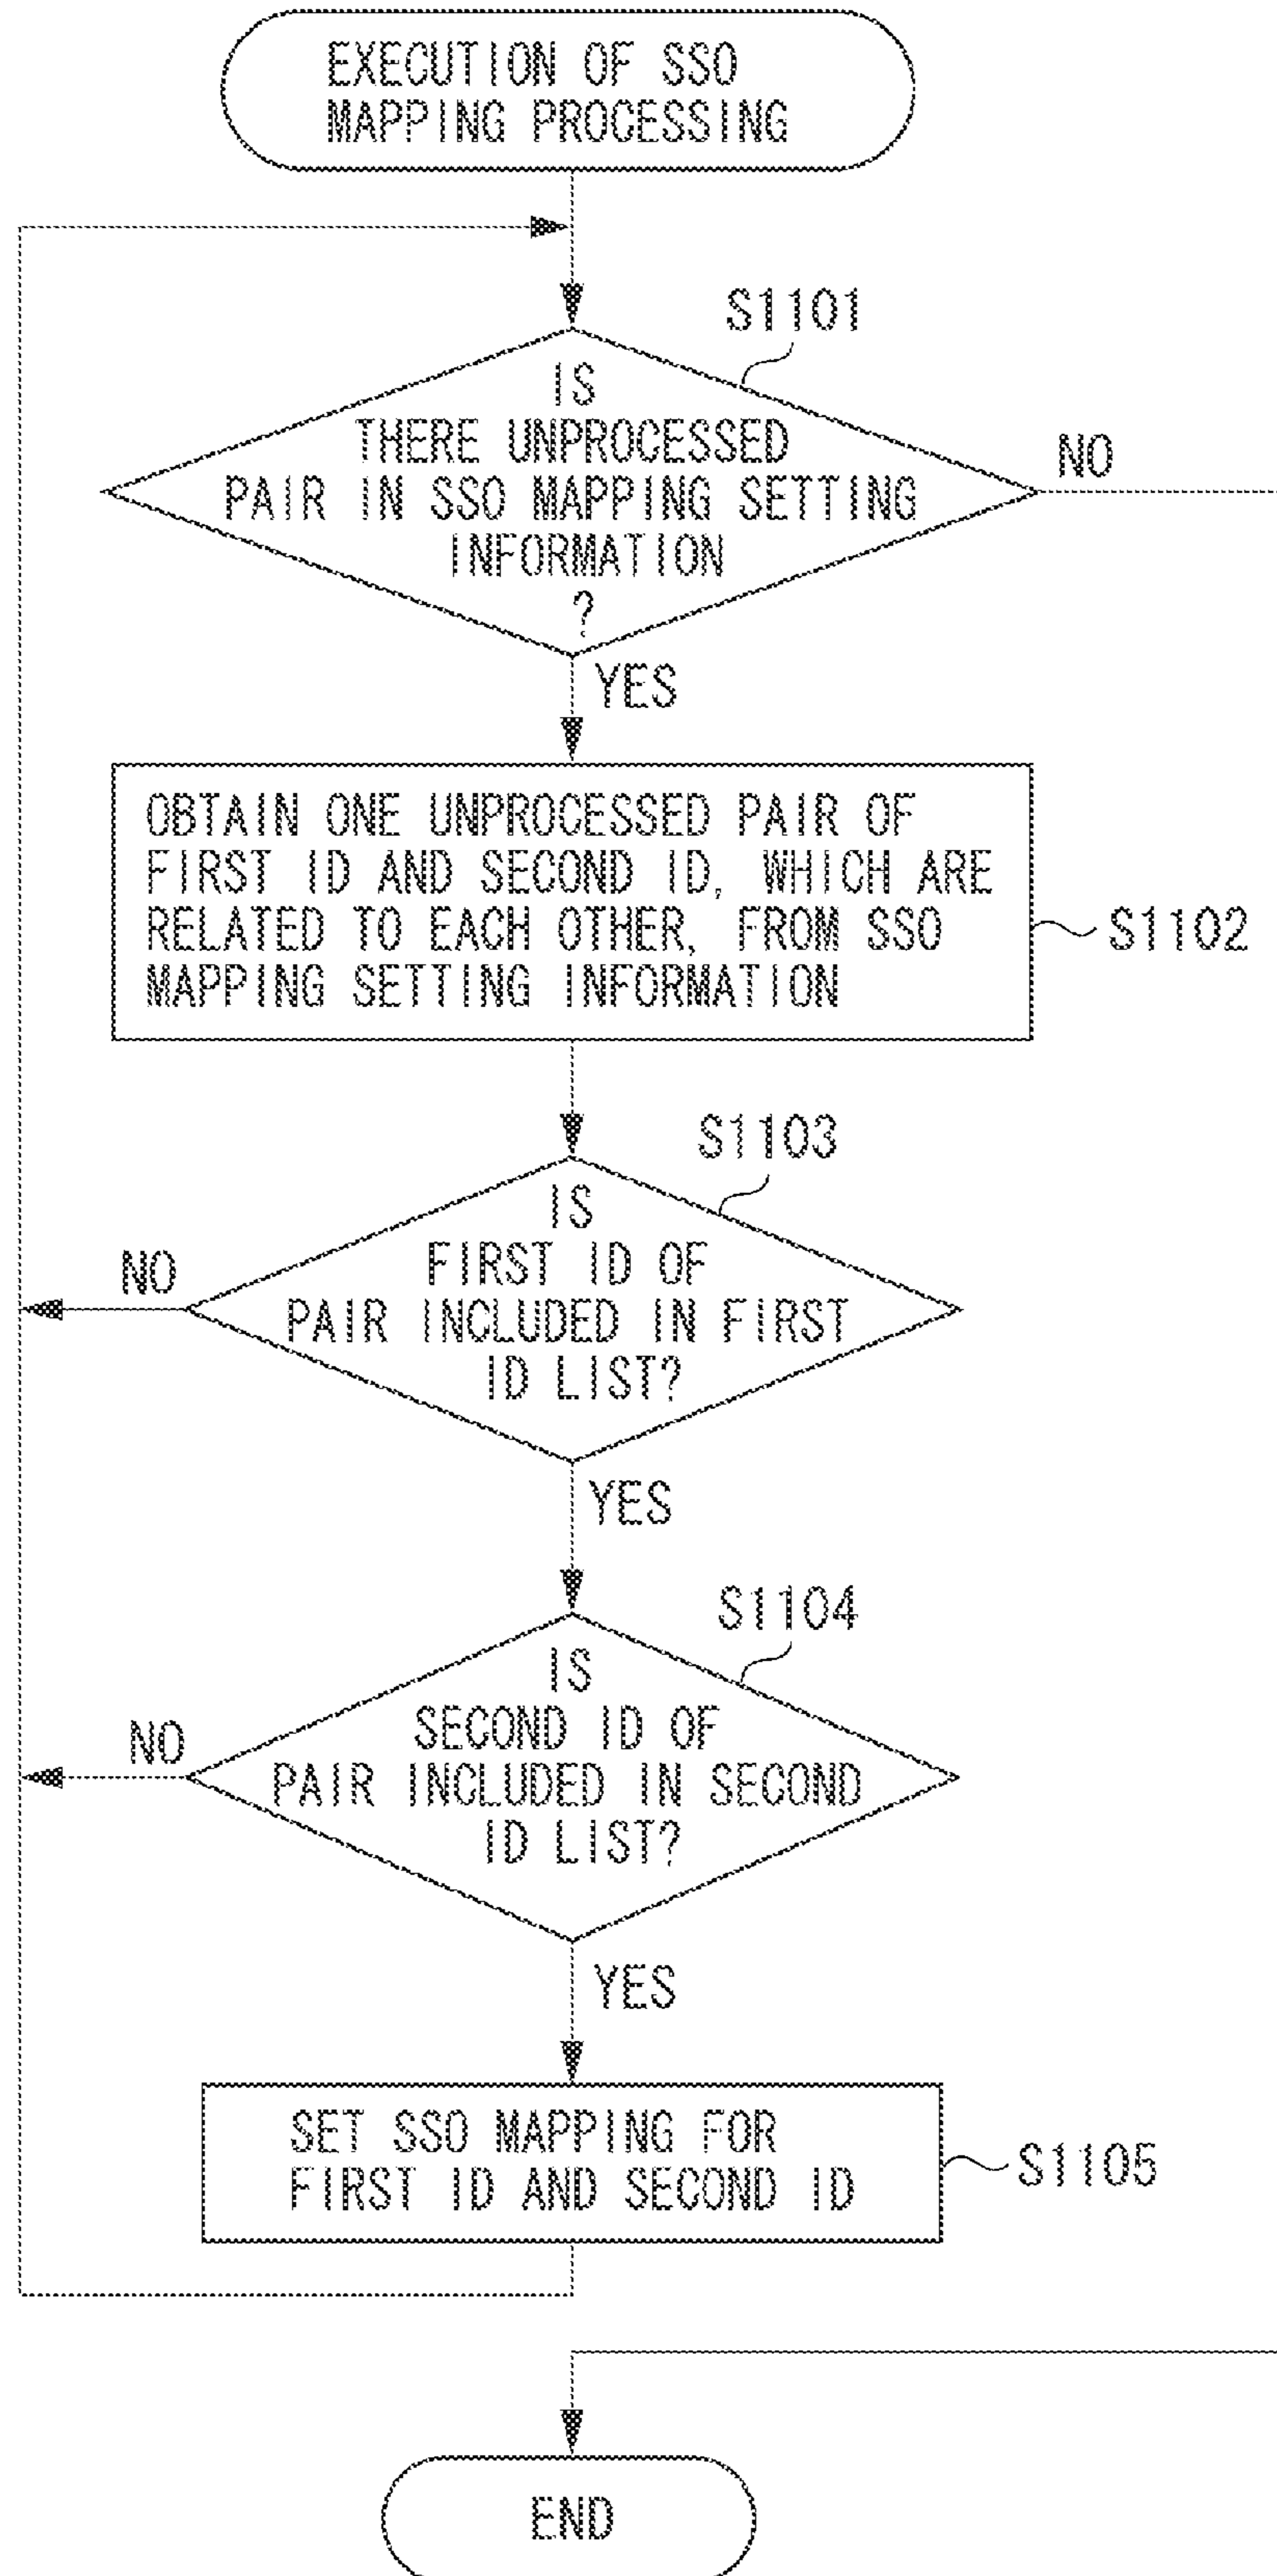 EXECUTION OF SSO
MAPPING PROCESSING
S1101
IS
THERE UNPROCESSED
PAIR IN SSO MAPPING SETTING
INFORMATION
?
NO
YES
OBTAIN ONE UNPROCESSED PAIR OF
FIRST ID AND SECOND ID, WHICH ARE
RELATED TO EACH OTHER, FROM SSO
MAPPING SETTING INFORMATION
S1102
S1103
IS
FIRST ID OF
PAIR INCLUDED IN FIRST
ID LIST?
NO
YES
S1104
IS
SECOND ID OF
PAIR INCLUDED IN SECOND
ID LIST?
NO
YES
SET SSO MAPPING FOR
FIRST ID AND SECOND ID
S1105
END